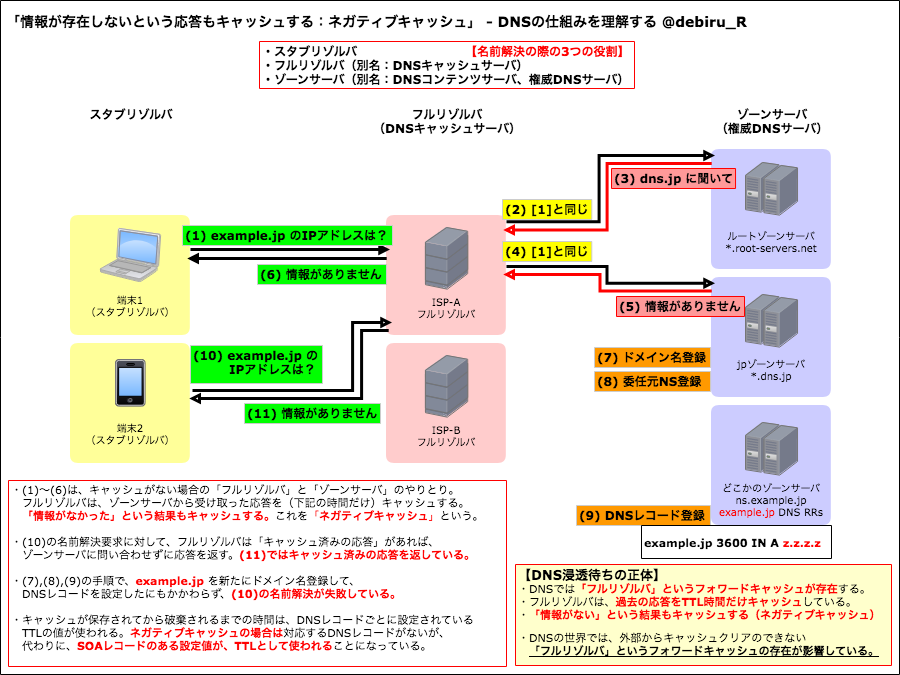 「情報が存在しないという応答もキャッシュする：ネガティブキャッシュ」 - DNSの仕組みを理解する @debiru_R
・スタブリゾルバ 【名前解決の際の3つの役割】
・フルリゾルバ（別名：DNSキャッシュサーバ）
・ゾーンサーバ（別名：DNSコンテンツサーバ、権威DNSサーバ）
スタブリゾルバ
フルリゾルバ
（DNSキャッシュサーバ）
ゾーンサーバ
（権威DNSサーバ）
(3) dns.jp に聞いて
(2) [1]と同じ
(1) example.jp のIPアドレスは？
ルートゾーンサーバ
*.root-servers.net
(4) [1]と同じ
(6) 情報がありません
端末1
（スタブリゾルバ）
ISP-A
フルリゾルバ
(5) 情報がありません
(10) example.jp の
IPアドレスは？
(7) ドメイン名登録
(8) 委任元NS登録
jpゾーンサーバ
*.dns.jp
(11) 情報がありません
端末2
（スタブリゾルバ）
ISP-B
フルリゾルバ
どこかのゾーンサーバ
ns.example.jp
example.jp DNS RRs
(9) DNSレコード登録
example.jp 3600 IN A z.z.z.z
・(1)～(6)は、キャッシュがない場合の「フルリゾルバ」と「ゾーンサーバ」のやりとり。
フルリゾルバは、ゾーンサーバから受け取った応答を（下記の時間だけ）キャッシュする。
「情報がなかった」という結果もキャッシュする。これを「ネガティブキャッシュ」という。
・(10)の名前解決要求に対して、フルリゾルバは「キャッシュ済みの応答」があれば、
ゾーンサーバに問い合わせずに応答を返す。(11)ではキャッシュ済みの応答を返している。
・(7),(8),(9)の手順で、example.jp を新たにドメイン名登録して、
DNSレコードを設定したにもかかわらず、(10)の名前解決が失敗している。
・キャッシュが保存されてから破棄されるまでの時間は、DNSレコードごとに設定されている
TTLの値が使われる。ネガティブキャッシュの場合は対応するDNSレコードがないが、
代わりに、SOAレコードのある設定値が、TTLとして使われることになっている。
【DNS浸透待ちの正体】
・DNSでは「フルリゾルバ」というフォワードキャッシュが存在する。
・フルリゾルバは、過去の応答をTTL時間だけキャッシュしている。
・「情報がない」という結果もキャッシュする（ネガティブキャッシュ）
・DNSの世界では、外部からキャッシュクリアのできない
「フルリゾルバ」というフォワードキャッシュの存在が影響している。